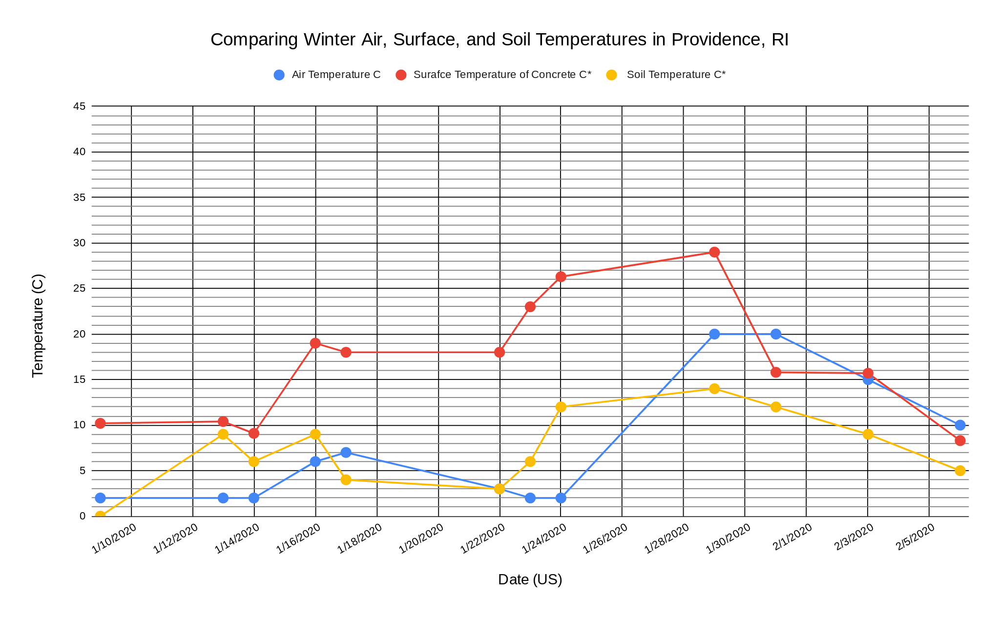 Comparing Winter Air, Surface, and Soil Temperatures in Providence, RI
Air Temperature C Surafce Temperature of Concrete C* Soil Temperature C*
Temperature (C)
45
40
35
30
25
20
15
10
5
0
1/10/2020 1/12/2020 1/14/2020 1/16/2020 1/18/2020 1/20/2020 1/22/2020 1/24/2020 1/26/2020 1/28/2020 1/30/2020 2/1/2020 2/3/2020 2/5/2020
Date (US)